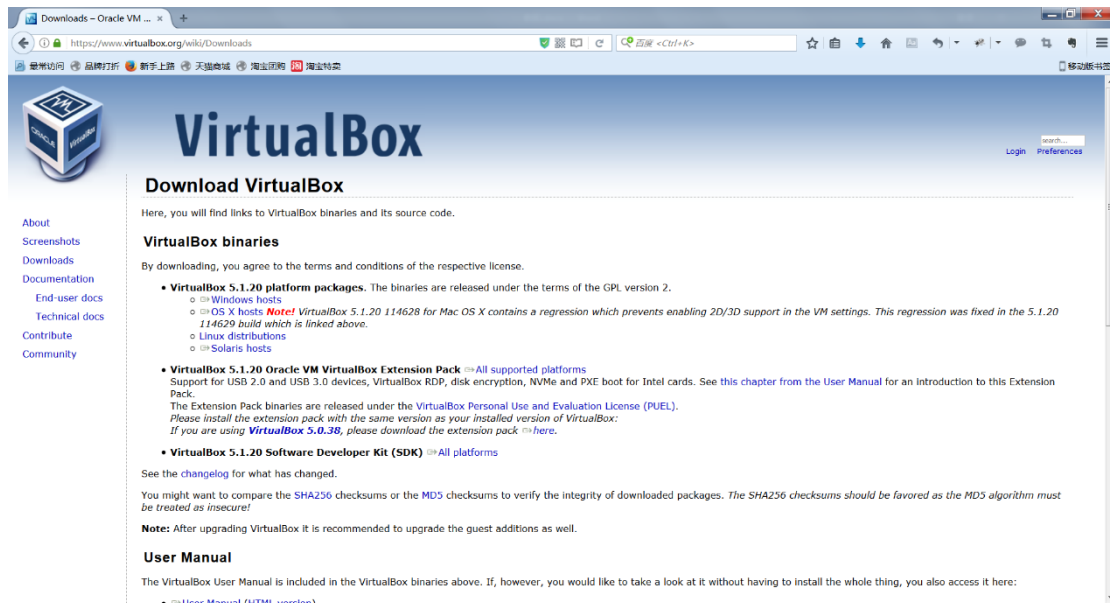 Downloads – Oracle VM ...
https://www.virtualbox.org/wiki/Downloads
百度 <Ctrl+K>
最常访问 品牌打折 新手上路 天猫商城 淘宝团购 淘宝特卖
移动版书签
ORACLE VirtualBox
VirtualBox
search...
Login Preferences
About
Screenshots
Downloads
Documentation
End-user docs
Technical docs
Contribute
Community
Download VirtualBox
Here, you will find links to VirtualBox binaries and its source code.
VirtualBox binaries
By downloading, you agree to the terms and conditions of the respective license.
• VirtualBox 5.1.20 platform packages. The binaries are released under the terms of the GPL version 2.
Windows hosts
OS X hosts Note! VirtualBox 5.1.20 114628 for Mac OS X contains a regression which prevents enabling 2D/3D support in the VM settings. This regression was fixed in the 5.1.20
114629 build which is linked above.
Linux distributions
Solaris hosts
• VirtualBox 5.1.20 Oracle VM VirtualBox Extension Pack All supported platforms
Support for USB 2.0 and USB 3.0 devices, VirtualBox RDP, disk encryption, NVMe and PXE boot for Intel cards. See this chapter from the User Manual for an introduction to this Extension
Pack.
The Extension Pack binaries are released under the VirtualBox Personal Use and Evaluation License (PUEL).
Please install the extension pack with the same version as your installed version of VirtualBox:
If you are using VirtualBox 5.0.38, please download the extension pack here.
• VirtualBox 5.1.20 Software Developer Kit (SDK) All platforms
See the changelog for what has changed.
You might want to compare the SHA256 checksums or the MD5 checksums to verify the integrity of downloaded packages. The SHA256 checksums should be favored as the MD5 algorithm must
be treated as insecure!
Note: After upgrading VirtualBox it is recommended to upgrade the guest additions as well.
User Manual
The VirtualBox User Manual is included in the VirtualBox binaries above. If, however, you would like to take a look at it without having to install the whole thing, you also access it here:
• User Manual (HTML version)